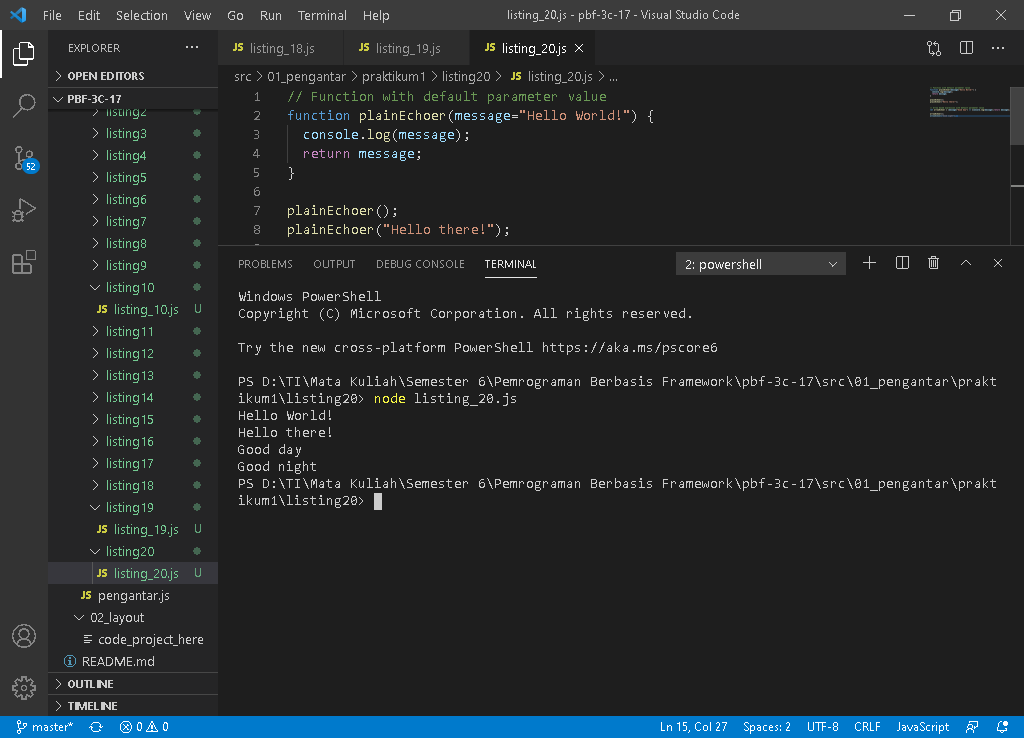 File Edit Selection View Go Run Terminal Help listing_20.js - pbf-3c-17 - Visual Studio Code
EXPLORER ···
OPEN EDITORS
PBF-3C-17
listing2
listing3
listing4
listing5
listing6
listing7
listing8
listing9
listing10
JS listing_10.js U
listing11
listing12
listing13
listing14
listing15
listing16
listing17
listing18
listing19
JS listing_19.js U
listing20
JS listing_20.js U
JS pengantar.js
02_layout
code_project_here
README.md
OUTLINE
TIMELINE
52
JS listing_18.js JS listing_19.js JS listing_20.js
src > 01_pengantar > praktikum1 > listing20 > JS listing_20.js > ...
1 // Function with default parameter value
2 function plainEchoer(message="Hello World!") {
3 console.log(message);
4 return message;
5 }
6
7 plainEchoer();
8 plainEchoer("Hello there!");
PROBLEMS OUTPUT DEBUG CONSOLE TERMINAL 2: powershell
Windows PowerShell
Copyright (C) Microsoft Corporation. All rights reserved.
Try the new cross-platform PowerShell https://aka.ms/pscore6
PS D:\TI\Mata Kuliah\Semester 6\Pemrograman Berbasis Framework\pbf-3c-17\src\01_pengantar\prakt
ikum1\listing20> node listing_20.js
Hello World!
Hello there!
Good day
Good night
PS D:\TI\Mata Kuliah\Semester 6\Pemrograman Berbasis Framework\pbf-3c-17\src\01_pengantar\prakt
ikum1\listing20>
master* 0 0 Ln 15, Col 27 Spaces: 2 UTF-8 CRLF JavaScript